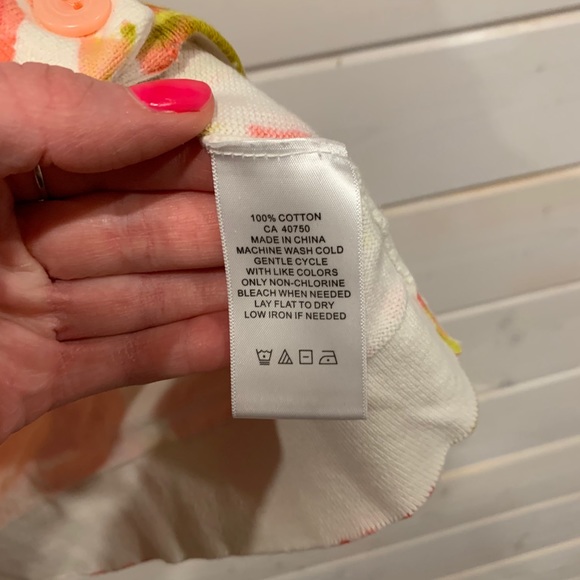 100% COTTON
CA 40750
MADE IN CHINA
MACHINE WASH COLD
GENTLE CYCLE
WITH LIKE COLORS
ONLY NON-CHLORINE
BLEACH WHEN NEEDED
LAY FLAT TO DRY
LOW IRON IF NEEDED